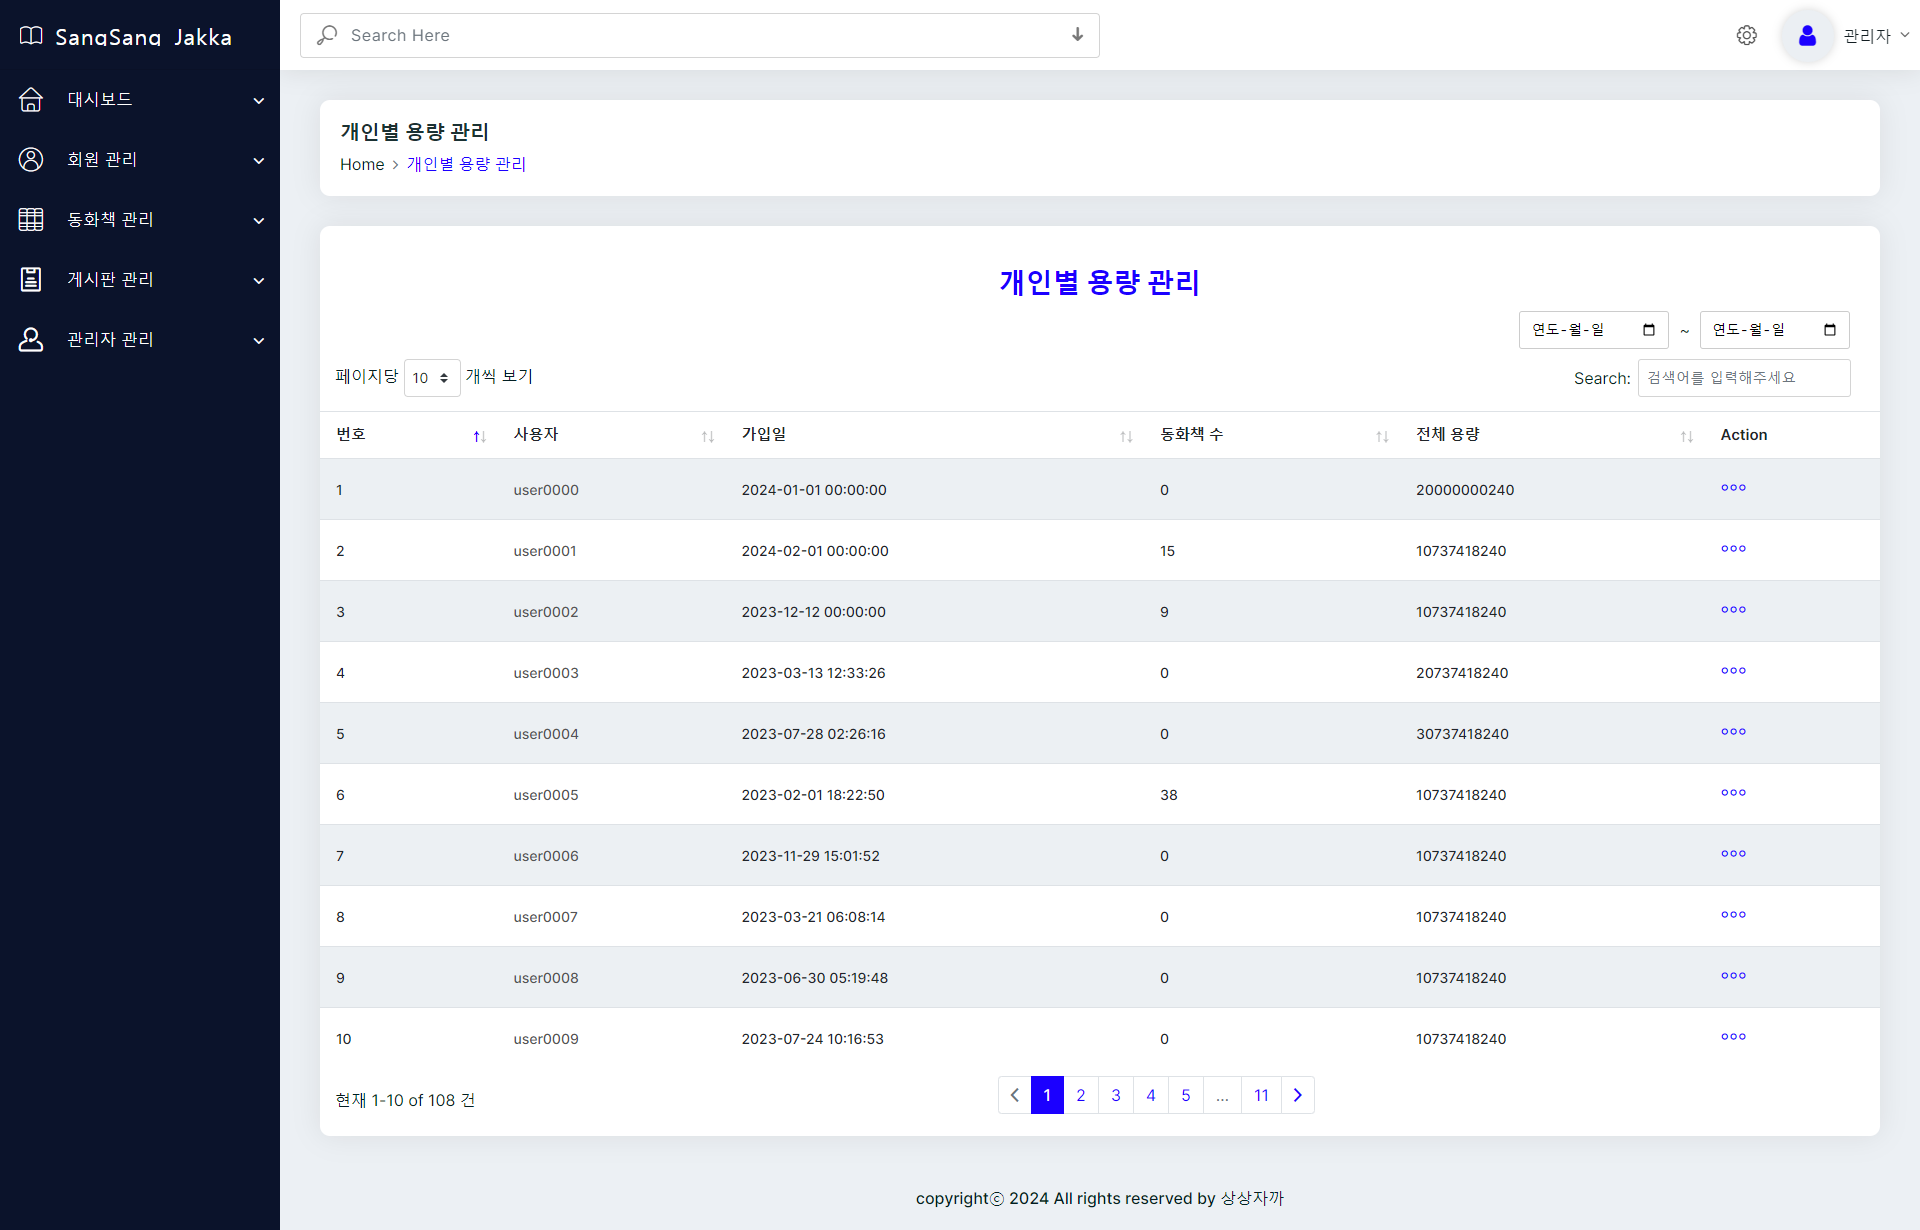 SangSang Jakka
대시보드
회원 관리
동화책 관리
게시판 관리
관리자 관리
Search Here
관리자
개인별 용량 관리
Home > 개인별 용량 관리
개인별 용량 관리
연도-월-일 ~ 연도-월-일
페이지당 10 개씩 보기
Search: 검색어를 입력해주세요
번호 사용자 가입일 동화책 수 전체 용량 Action
1 user0000 2024-01-01 00:00:00 0 20000000240
2 user0001 2024-02-01 00:00:00 15 10737418240
3 user0002 2023-12-12 00:00:00 9 10737418240
4 user0003 2023-03-13 12:33:26 0 20737418240
5 user0004 2023-07-28 02:26:16 0 30737418240
6 user0005 2023-02-01 18:22:50 38 10737418240
7 user0006 2023-11-29 15:01:52 0 10737418240
8 user0007 2023-03-21 06:08:14 0 10737418240
9 user0008 2023-06-30 05:19:48 0 10737418240
10 user0009 2023-07-24 10:16:53 0 10737418240
현재 1-10 of 108 건
1 2 3 4 5 ... 11
copyrightⓒ 2024 All rights reserved by 상상자까